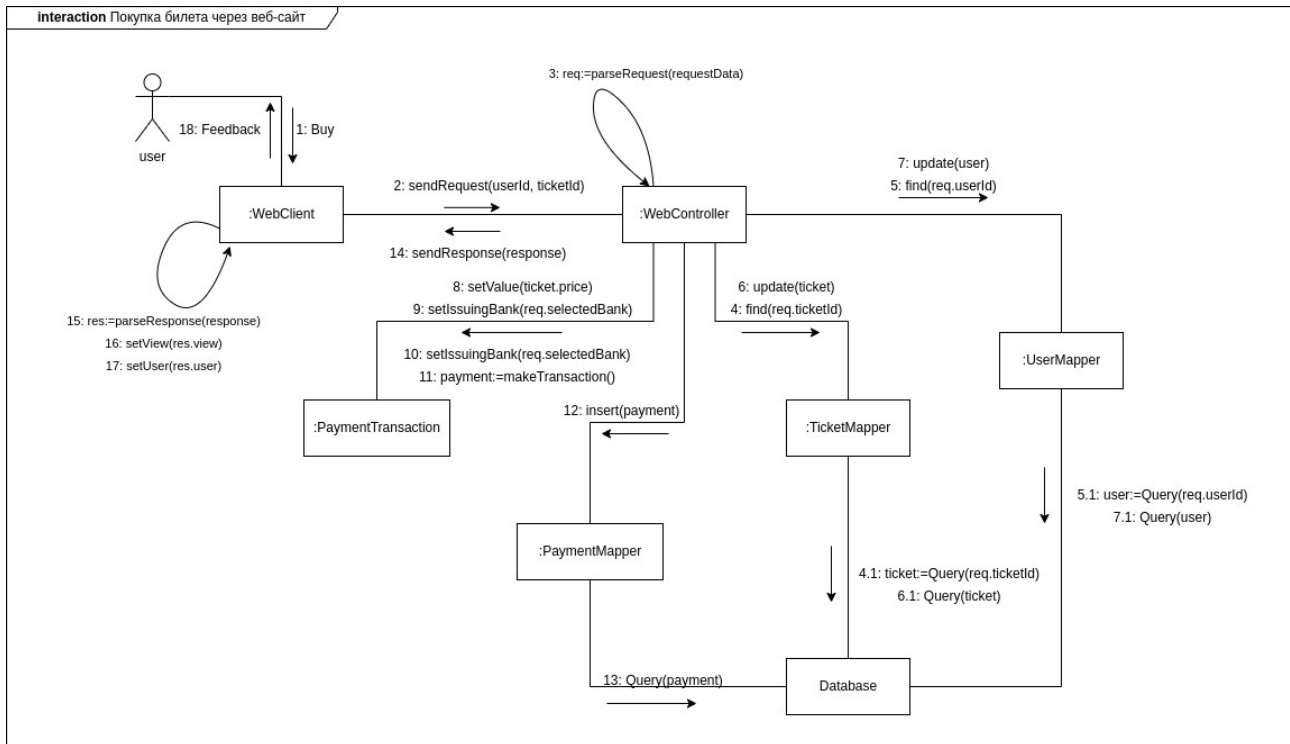 interaction Покупка билета через веб-сайт
3: req:=parseRequest(requestData)
18: Feedback
1: Buy
user
7: update(user)
5: find(req.userId)
2: sendRequest(userId, ticketId)
:WebClient
:WebController
14: sendResponse(response)
8: setValue(ticket.price)
9: setIssuingBank(req.selectedBank)
6: update(ticket)
4: find(req.ticketId)
15: res:=parseResponse(response)
16: setView(res.view)
17: setUser(res.user)
10: setIssuingBank(req.selectedBank)
11: payment:=makeTransaction()
:UserMapper
12: insert(payment)
:PaymentTransaction
:TicketMapper
5.1: user:=Query(req.userId)
7.1: Query(user)
:PaymentMapper
4.1: ticket:=Query(req.ticketId)
6.1: Query(ticket)
13: Query(payment)
Database